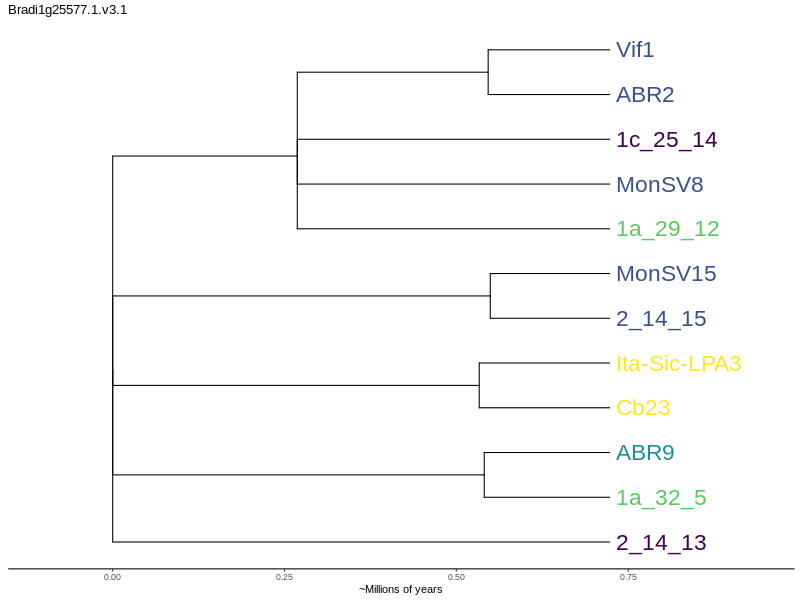 Bradi1g25577.1.v3.1
Vif1
ABR2
1c_25_14
MonSV8
1a_29_12
MonSV15
2_14_15
Ita-Sic-LPA3
Cb23
ABR9
1a_32_5
2_14_13
0.00 0.25 0.50 0.75
~Millions of years